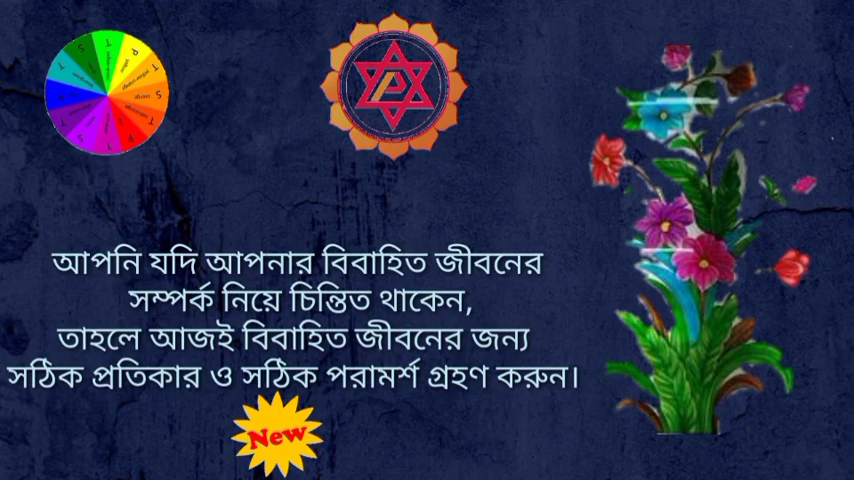 আপনি যদি আপনার বিবাহিত জীবনের
সম্পর্ক নিয়ে চিন্তিত থাকেন,
তাহলে আজই বিবাহিত জীবনের জন্য
সঠিক প্রতিকার ও সঠিক পরামর্শ গ্রহণ করুন।
New